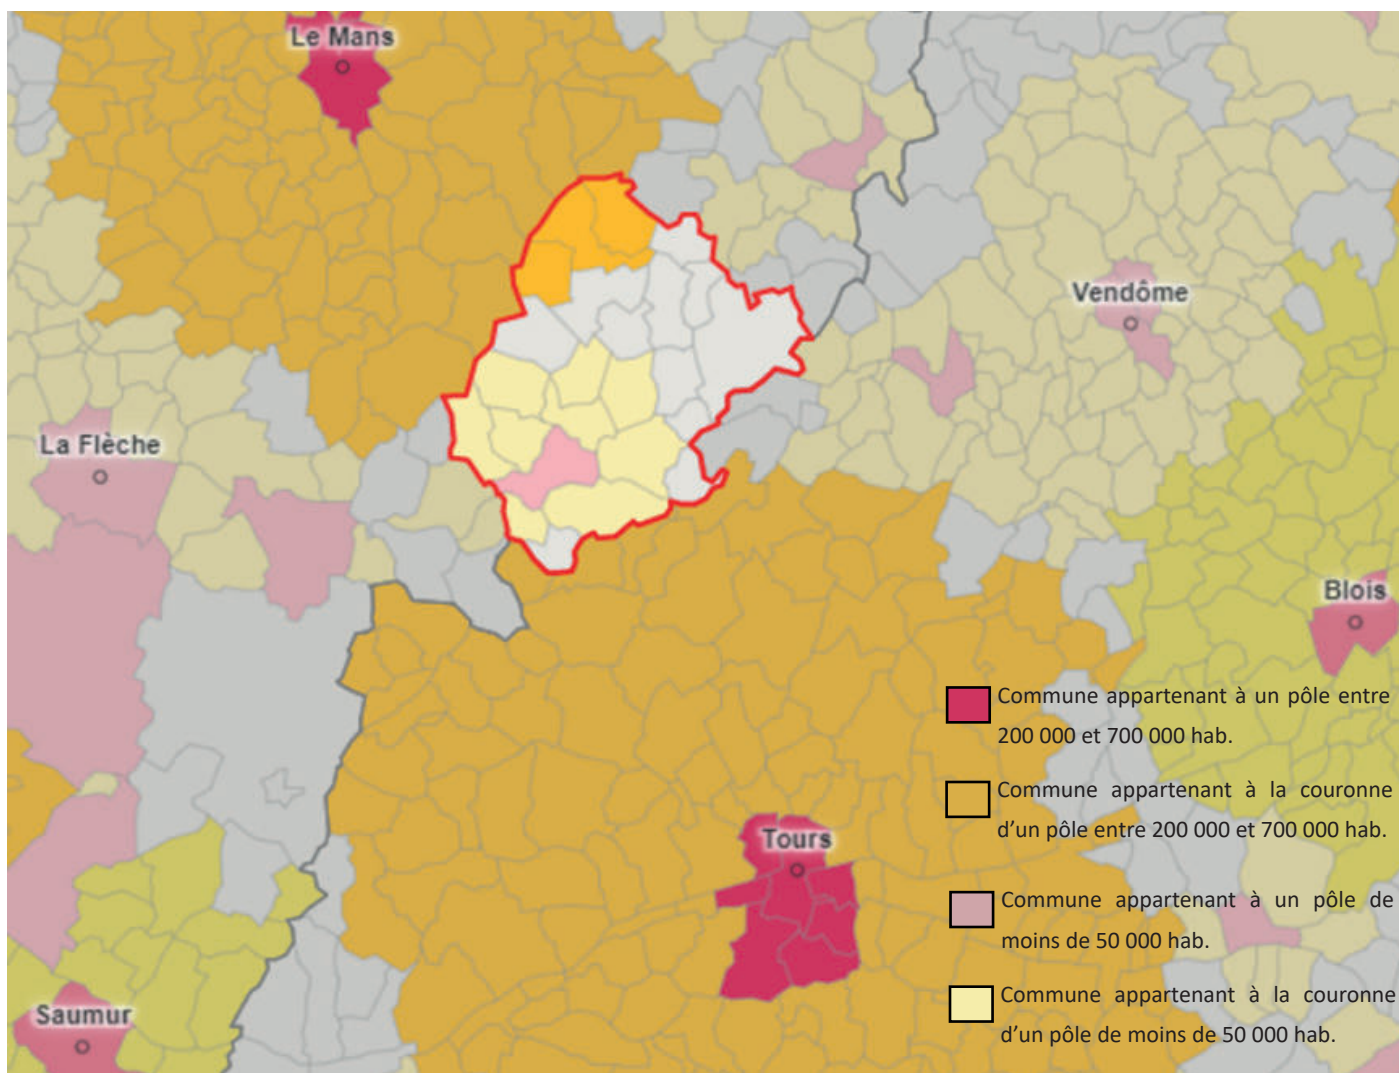 Le Mans
Vendôme
La Flèche
Blois
Commune appartenant à un pôle entre
200 000 et 700 000 hab.
Commune appartenant à la couronne
d’un pôle entre 200 000 et 700 000 hab.
Tours
Commune appartenant à un pôle de
moins de 50 000 hab.
Saumur
Commune appartenant à la couronne
d’un pôle de moins de 50 000 hab.